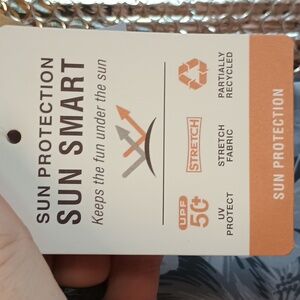 SUN PROTECTION
SUN SMART
Keeps the fun under the sun
UPF
50+
UV
PROTECT
STRETCH
STRETCH
FABRIC
PARTIALLY
RECYCLED
SUN PROTECTION